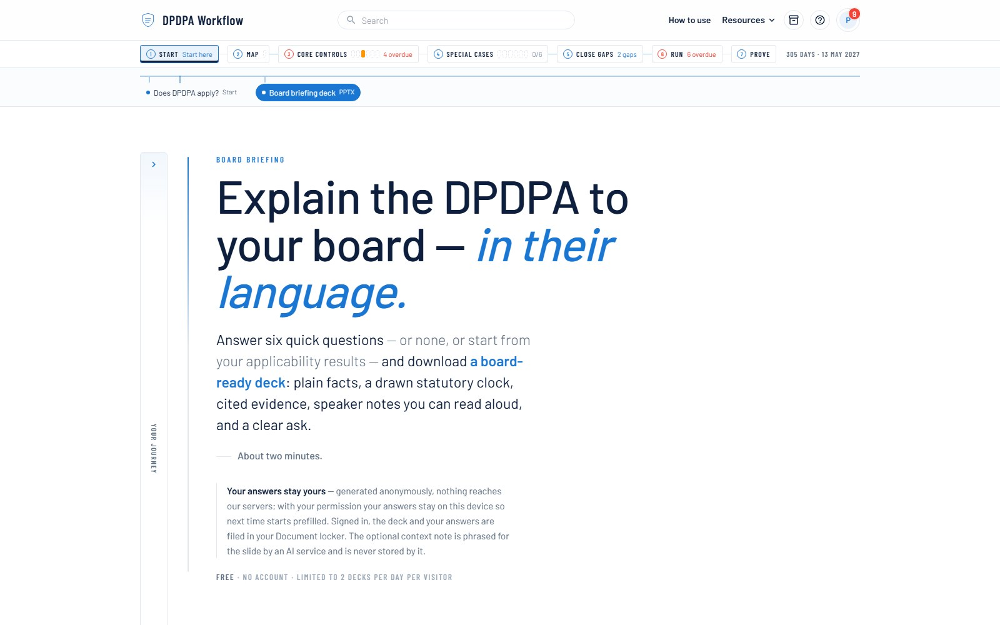 DPDPA Workflow
Search
How to use
Resources
P
9
1 START Start here
2 MAP
3 CORE CONTROLS 4 overdue
4 SPECIAL CASES 0/6
5 CLOSE GAPS 2 gaps
6 RUN 6 overdue
7 PROVE
305 DAYS · 13 MAY 2027
Does DPDPA apply? Start
Board briefing deck PPTX
YOUR JOURNEY
BOARD BRIEFING
Explain the DPDPA to
your board — in their
language.
Answer six quick questions — or none, or start from
your applicability results — and download a board-
ready deck: plain facts, a drawn statutory clock,
cited evidence, speaker notes you can read aloud,
and a clear ask.
About two minutes.
Your answers stay yours — generated anonymously, nothing reaches
our servers; with your permission your answers stay on this device so
next time starts prefilled. Signed in, the deck and your answers are
filed in your Document locker. The optional context note is phrased for
the slide by an AI service and is never stored by it.
FREE · NO ACCOUNT · LIMITED TO 2 DECKS PER DAY PER VISITOR